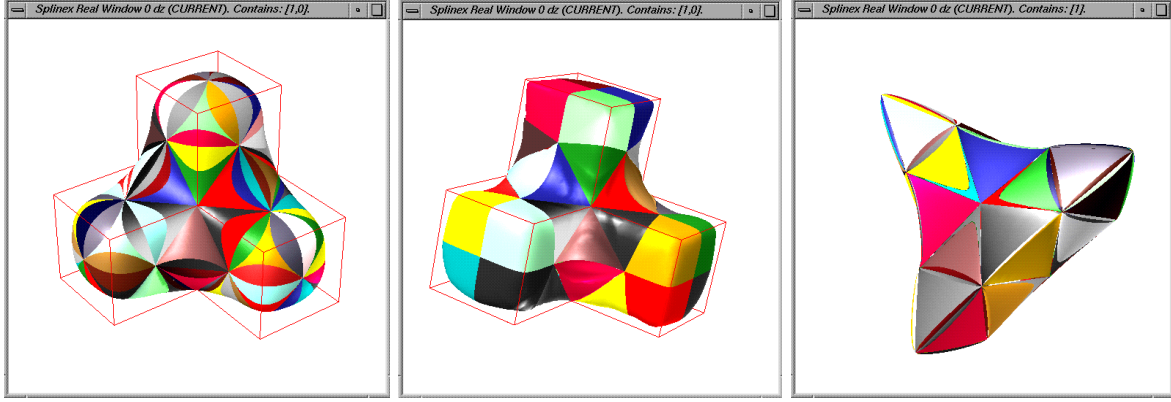 Splinex Real Window 0 dz (CURRENT). Contains: [1,0].
Splinex Real Window 0 dz (CURRENT). Contains: [1,0].
Splinex Real Window 0 dz (CURRENT). Contains: [1].